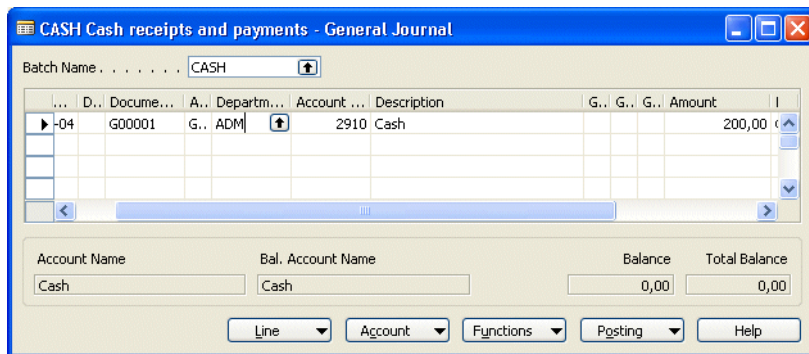 CASH Cash receipts and payments - General Journal
Batch Name . . . . . . . CASH
... D.. Docume... A.. Departm... Account ... Description G.. G.. G.. Amount
-04 G00001 G.. ADM 2910 Cash 200,00
Account Name Bal. Account Name Balance Total Balance
Cash Cash 0,00 0,00
Line Account Functions Posting Help